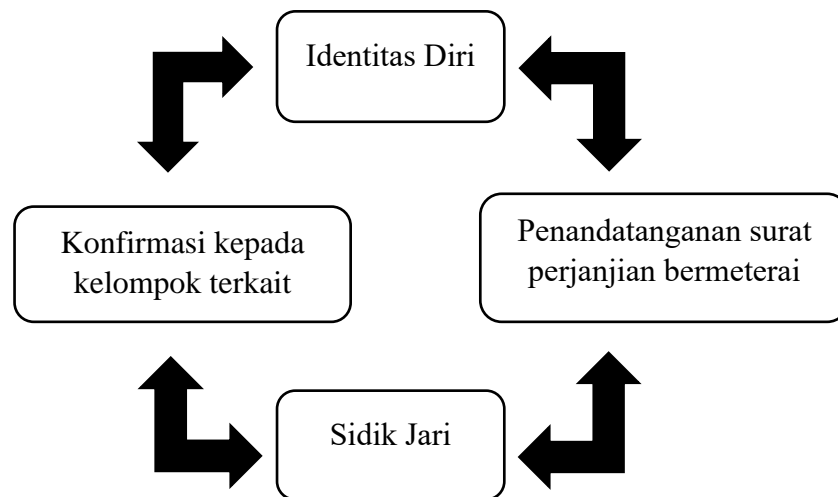 Identitas Diri
Konfirmasi kepada
kelompok terkait
Penandatanganan surat
perjanjian bermeterai
Sidik Jari